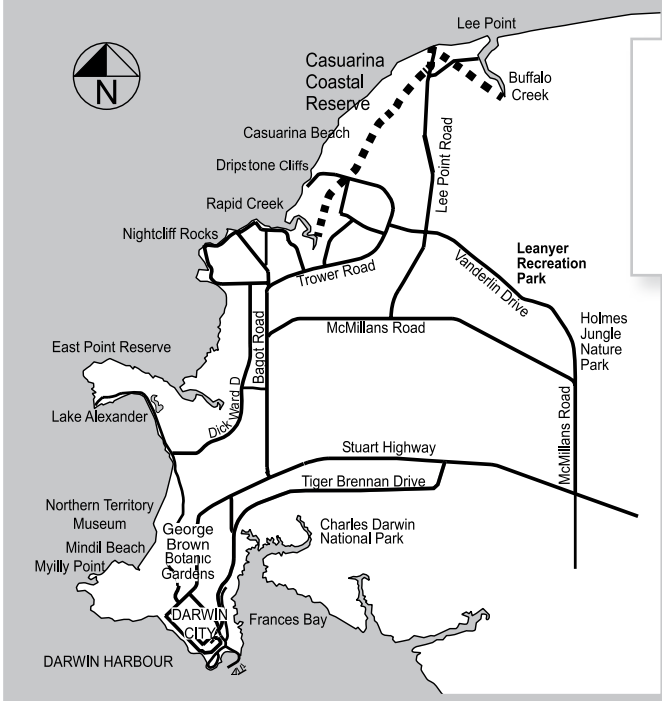 Lee Point
N
Casuarina
Coastal
Reserve
Buffalo
Creek
Casuarina Beach
Lee Point Road
Dripstone Cliffs
Rapid Creek
Nightcliff Rocks
Trower Road
Vanderlin Drive
Leanyer
Recreation
Park
Holmes
Jungle
Nature
Park
Bagot Road
McMillans Road
East Point Reserve
Lake Alexander
Dick Ward D
McMillans Road
Stuart Highway
Tiger Brennan Drive
Northern Territory
Museum
Mindil Beach
Myilly Point
George
Brown
Botanic
Gardens
Charles Darwin
National Park
DARWIN
CITY
Frances Bay
DARWIN HARBOUR